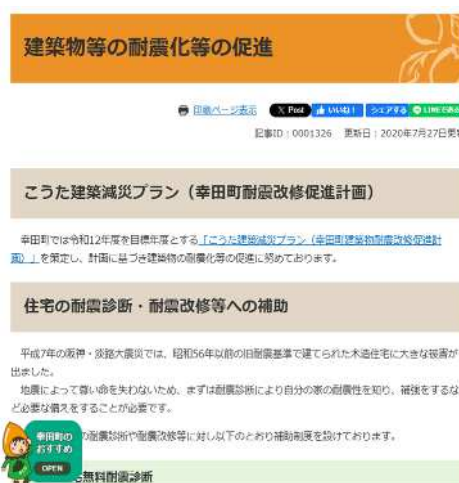 建築物等の耐震化等の促進
印刷ページ表示 X Post いいね！ シェアする LINEで送る
記事ID：0001326 更新日：2020年7月27日更新
こうた建築減災プラン（幸田町耐震改修促進計画）
幸田町では令和12年度を目標年度とする「こうた建築減災プラン（幸田町建築物耐震改修促進計
画）」を策定し、計画に基づき建築物の耐震化等の促進に努めております。
住宅の耐震診断・耐震改修等への補助
平成7年の阪神・淡路大震災では、昭和56年以前の旧耐震基準で建てられた木造住宅に大きな被害が
出ました。
地震によって尊い命を失わないため、まずは耐震診断により自分の家の耐震性を知り、補強をするな
ど必要な備えをすることが必要です。
の耐震診断や耐震改修等に対し以下のとおり補助制度を設けております。
幸田町の
おすすめ
OPEN
無料耐震診断